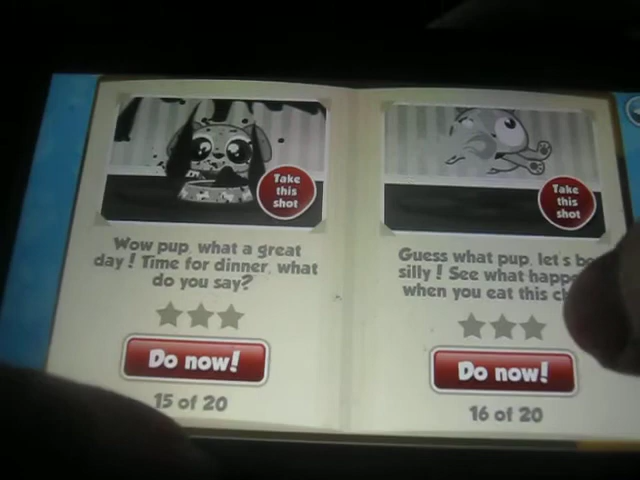 Take
this
shot
Wow pup, what a great
day! Time for dinner, what
do you say?
Do now!
15 of 20
Take
this
shot
Guess what pup, let's be
silly! See what
when you eat this
Do now!
16 of 20